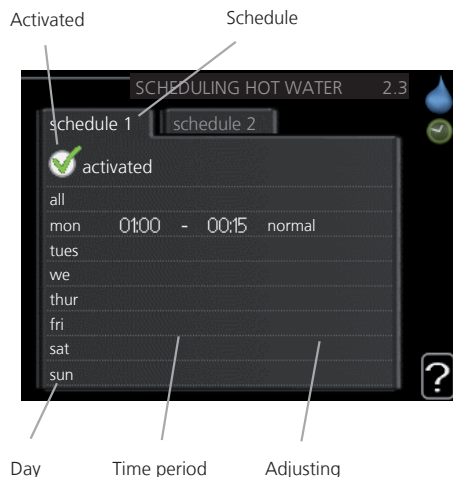 Activated Schedule
SCHEDULING HOT WATER 2.3
schedule 1 schedule 2
activated
all
mon 01:00 - 00:15 normal
tues
we
thur
fri
sat
sun
?
Day Time period Adjusting